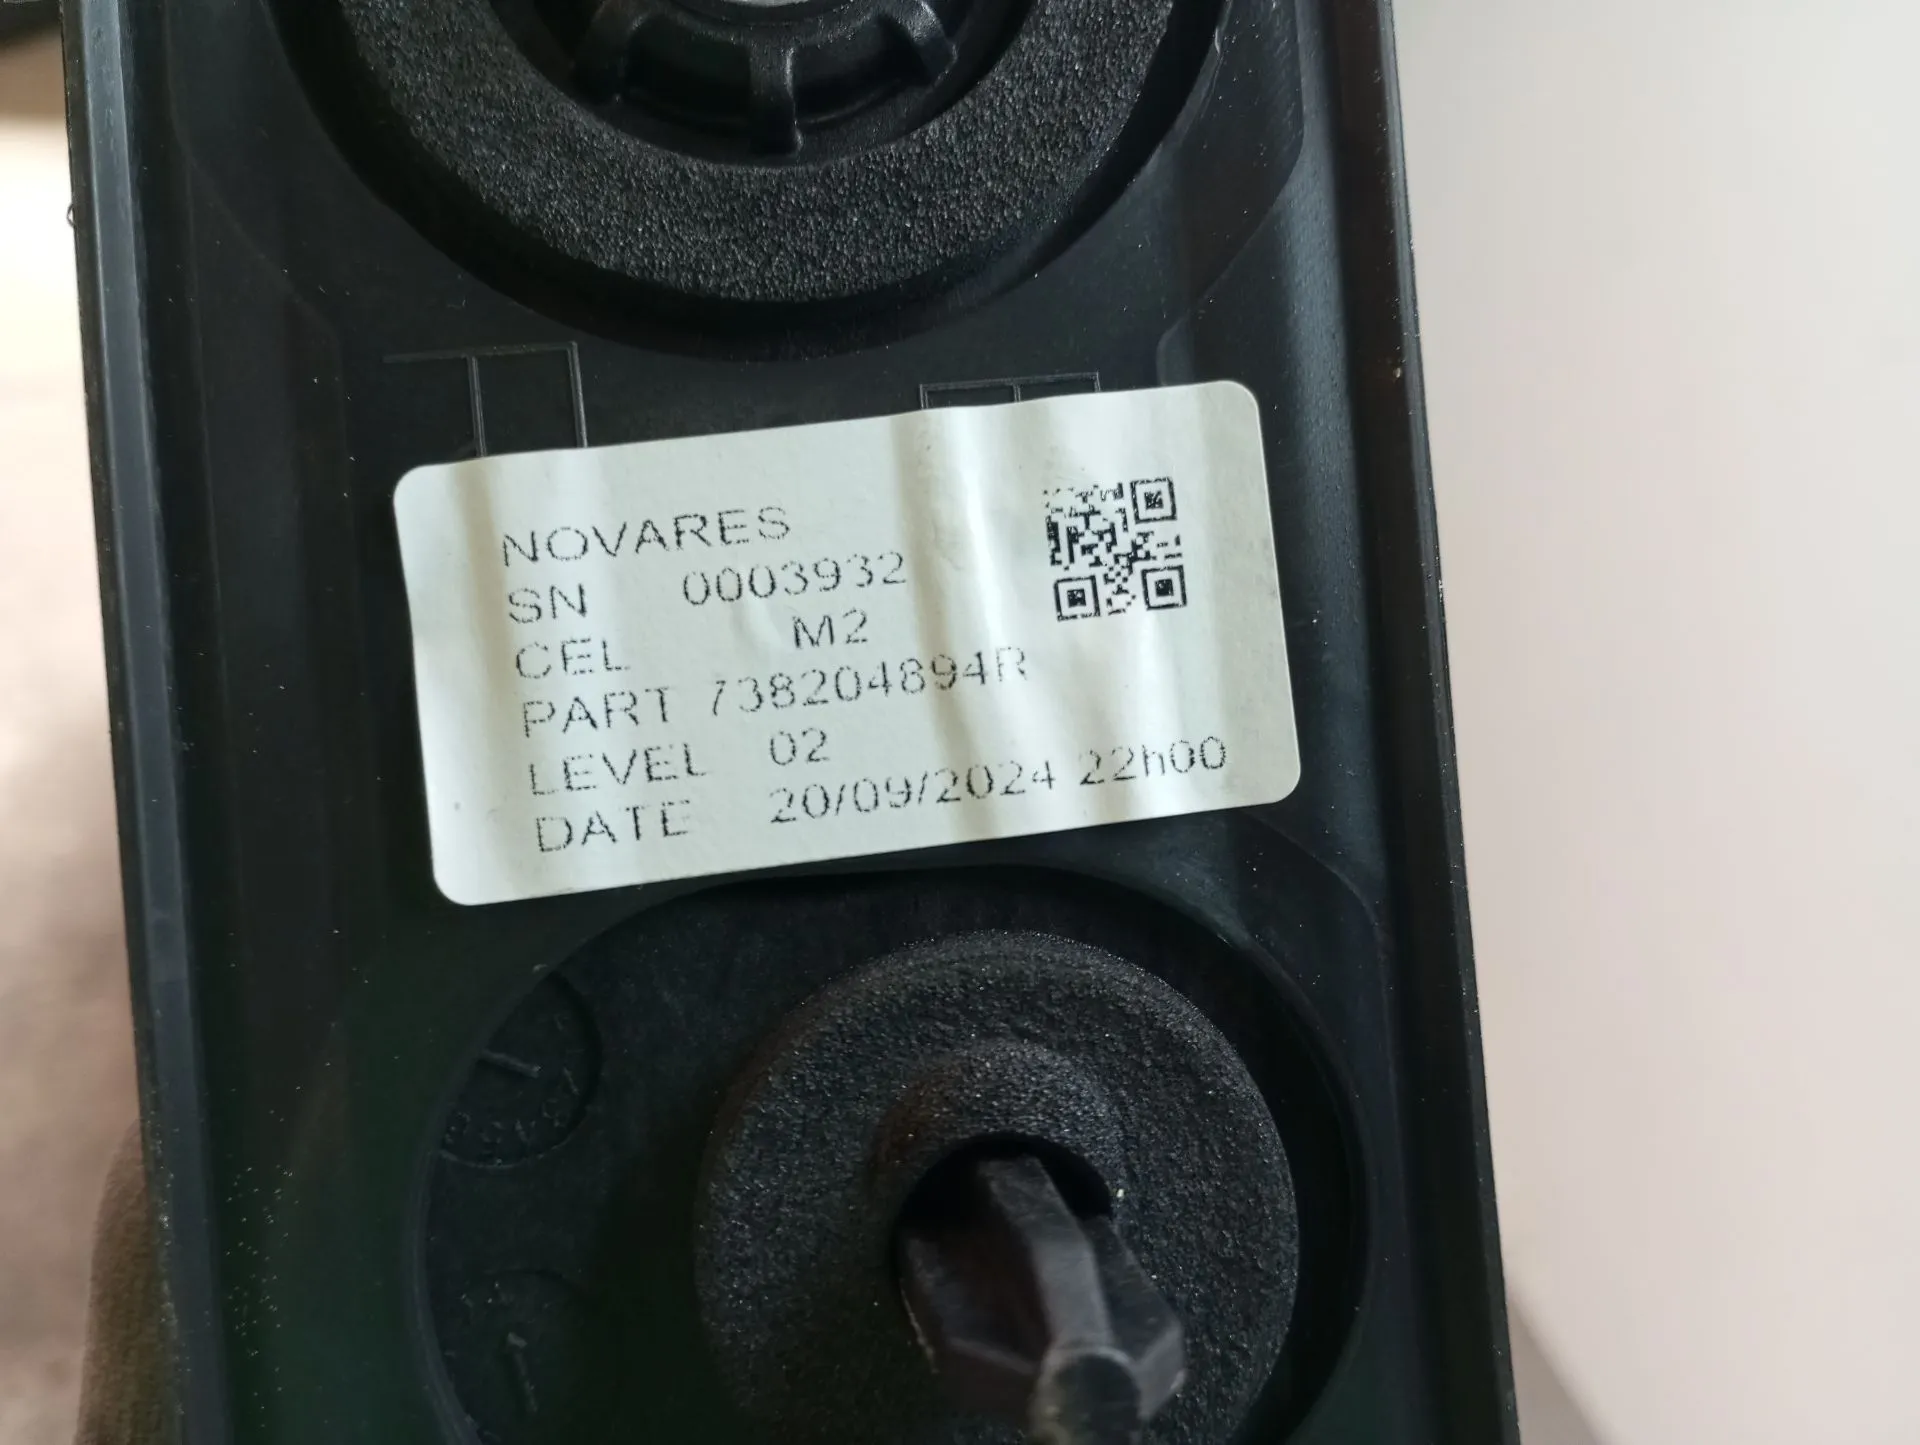 NOVARES
SN 0003932
CEL M2
PART 738204894R
LEVEL 02
DATE 20/09/2024 22h00